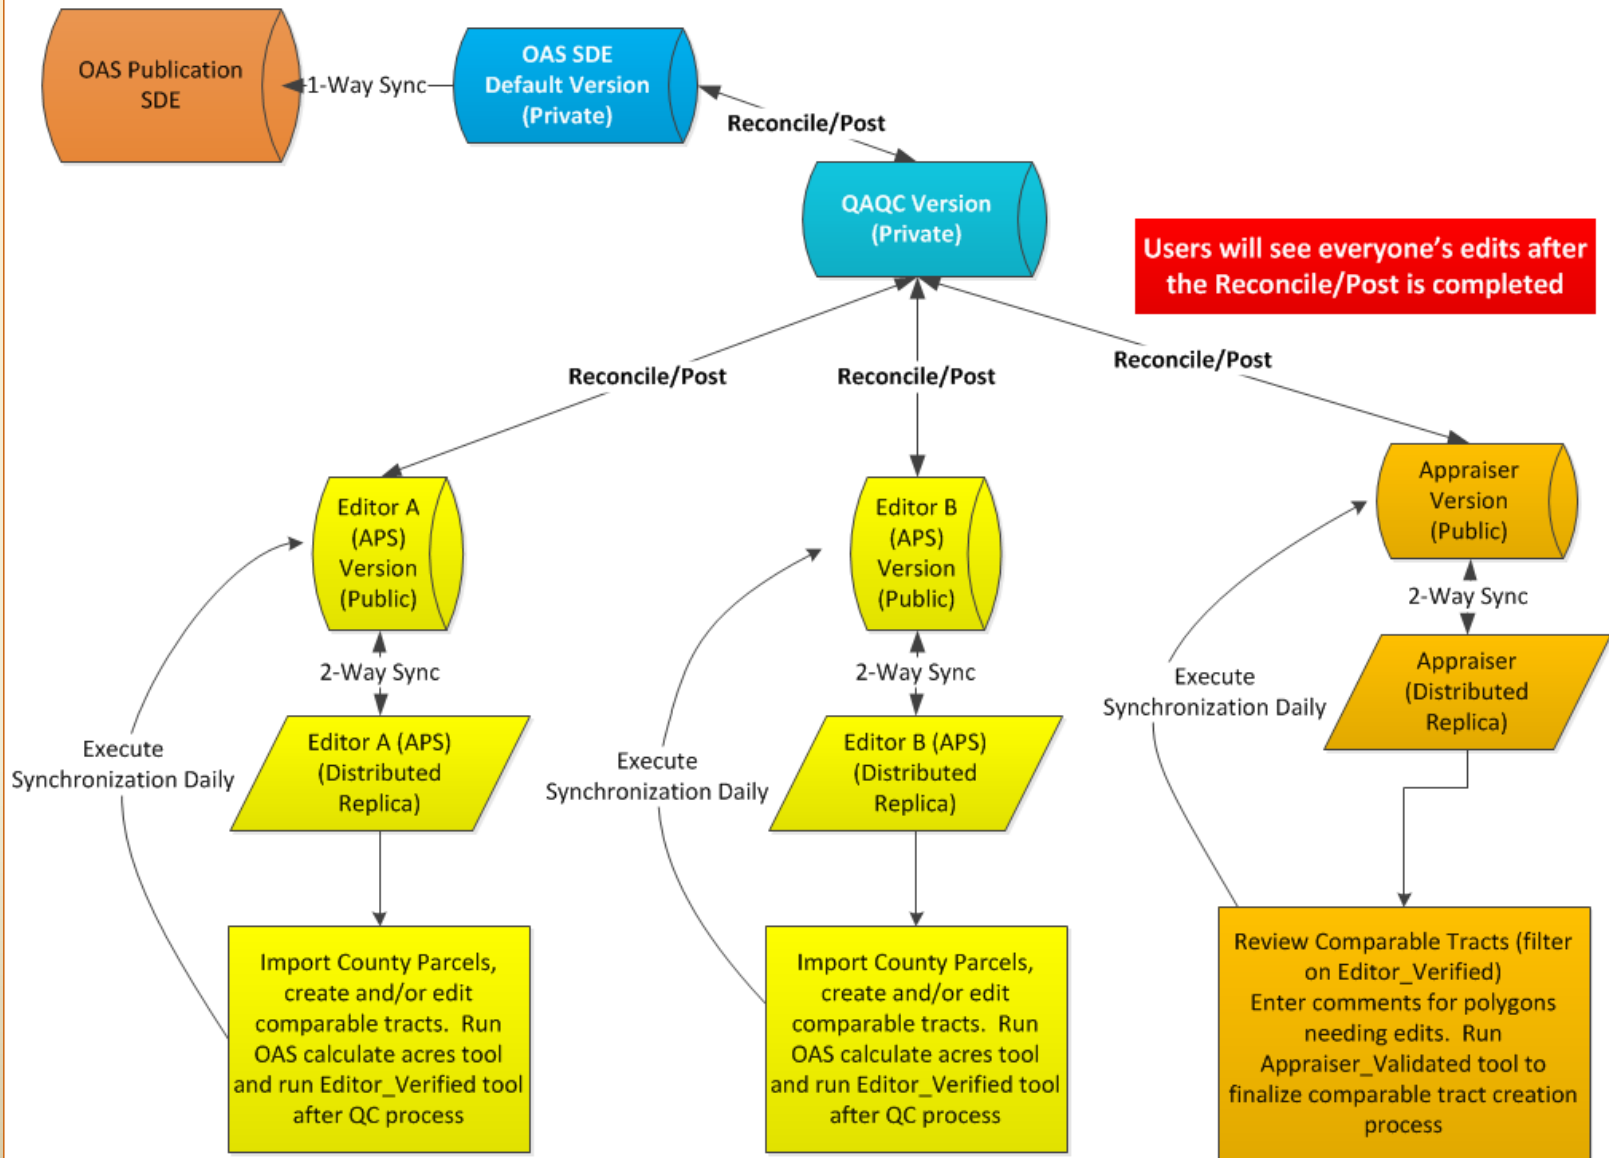 OAS Publication
SDE
1-Way Sync
OAS SDE
Default Version
(Private)
Reconcile/Post
QAQC Version
(Private)
Users will see everyone’s edits after
the Reconcile/Post is completed
Reconcile/Post
Reconcile/Post
Reconcile/Post
Editor A
(APS)
Version
(Public)
Editor B
(APS)
Version
(Public)
Appraiser
Version
(Public)
2-Way Sync
2-Way Sync
2-Way Sync
Execute
Synchronization Daily
Editor A (APS)
(Distributed
Replica)
Execute
Synchronization Daily
Editor B (APS)
(Distributed
Replica)
Execute
Synchronization Daily
Appraiser
(Distributed
Replica)
Import County Parcels,
create and/or edit
comparable tracts.  Run
OAS calculate acres tool
and run Editor_Verified tool
after QC process
Import County Parcels,
create and/or edit
comparable tracts.  Run
OAS calculate acres tool
and run Editor_Verified tool
after QC process
Review Comparable Tracts (filter
on Editor_Verified)
Enter comments for polygons
needing edits.  Run
Appraiser_Validated tool to
finalize comparable tract creation
process